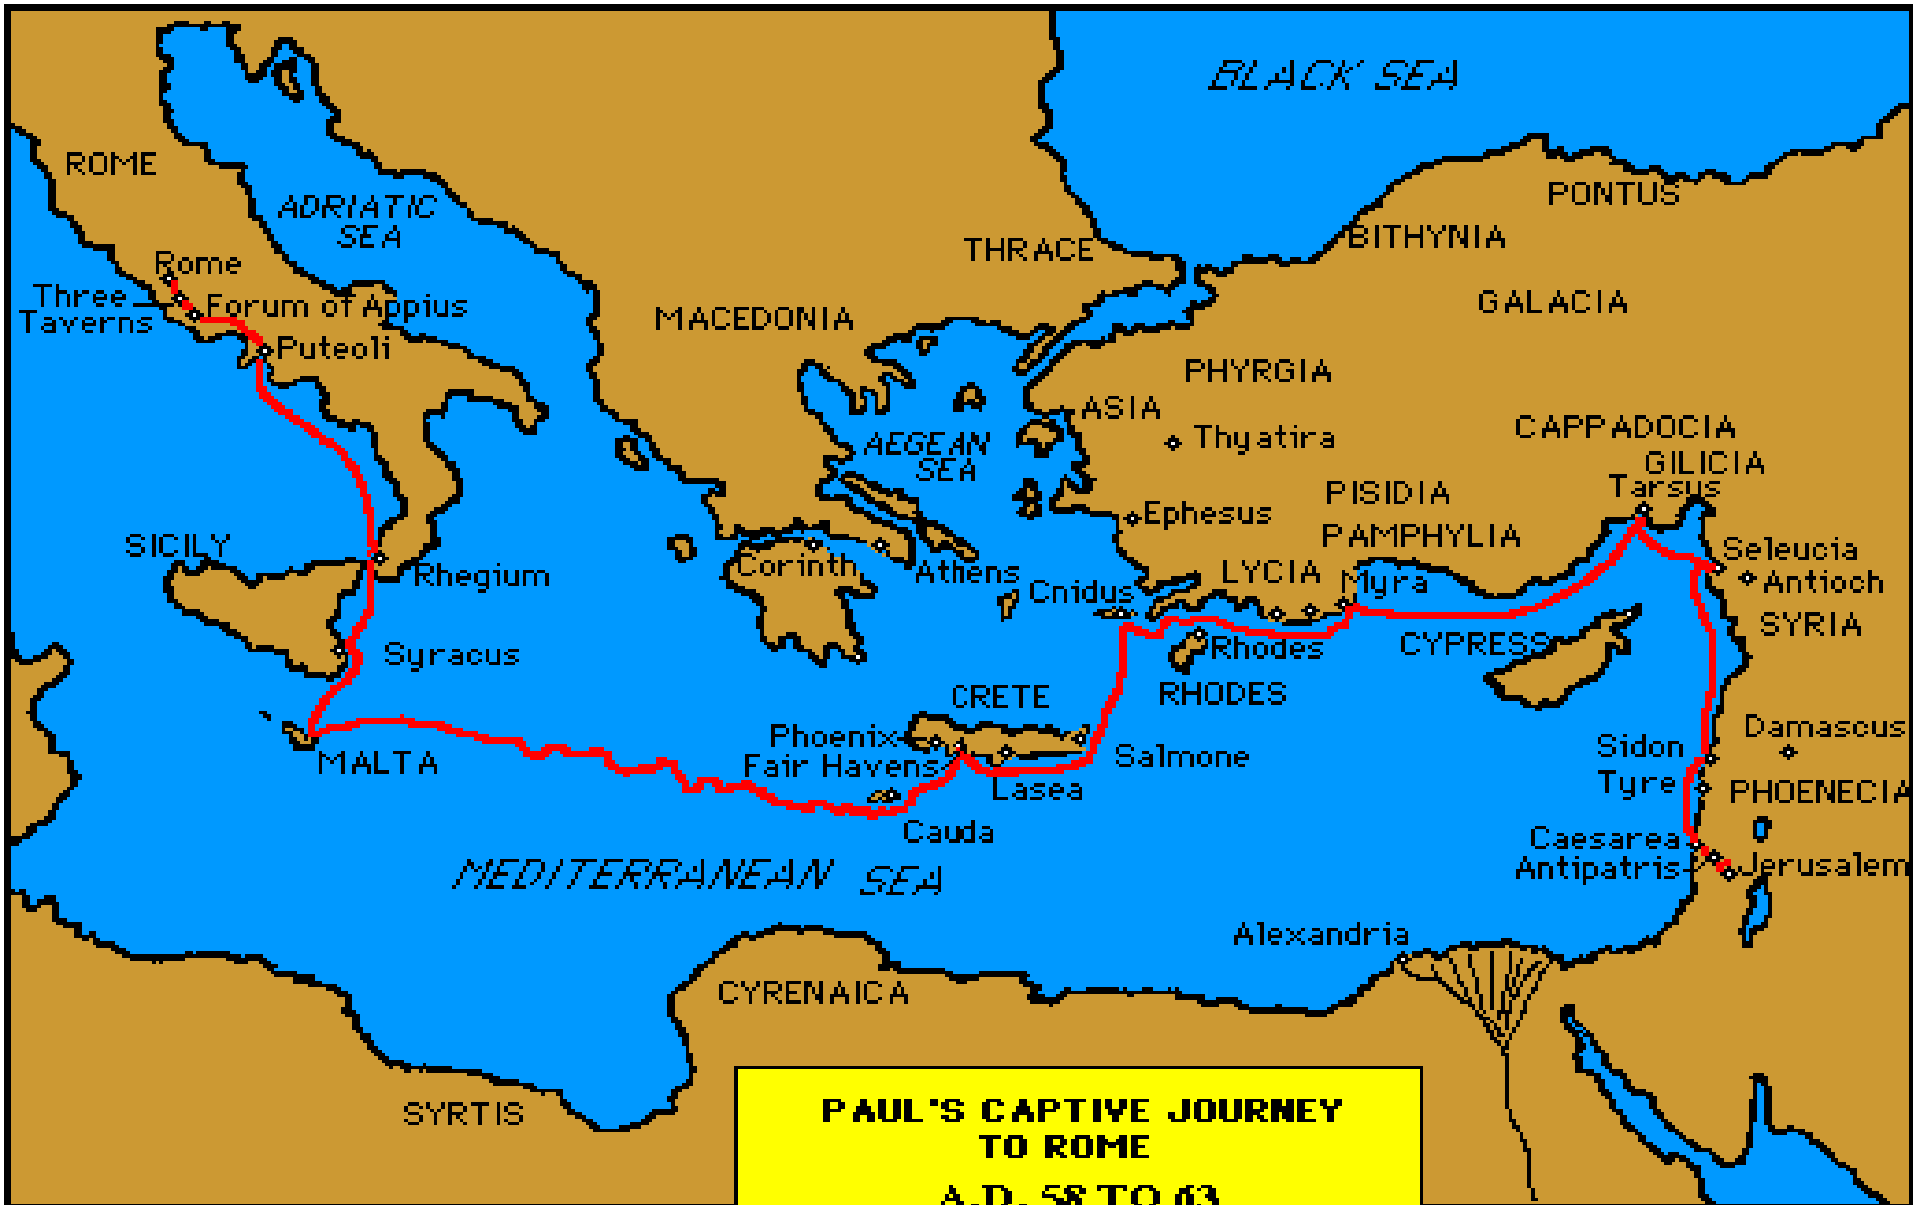 BLACK SEA
ROME
PONTUS
ADRIATIC
SEA
THRACE
BITHYNIA
Rome
Three
Taverns
Forum of Appius
GALACIA
MACEDONIA
Puteoli
PHYRGIA
ASIA
Thyatira
CAPPADOCIA
AEGEAN
SEA
GILICIA
Tarsus
PISIDIA
Ephesus
PAMPHYLIA
SICILY
Seleucia
Corinth
Athens
Rhegium
LYCIA
Myra
Antioch
Cnidus
SYRIA
Syracus
Rhodes
CYPRESS
CRETE
RHODES
Damascus
Phoenix
Sidon
MALTA
Fair Havens
Salmone
Tyre
Lasea
PHOENECIA
Cauda
Caesarea
Antipatris
Jerusalem
MEDITERRANEAN SEA
Alexandria
CYRENAICA
SYRTIS
PAUL'S CAPTIVE JOURNEY
TO ROME
A.D. 58 TO 63